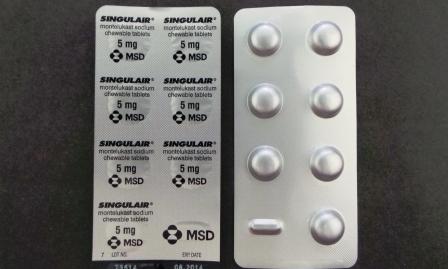 SINGULAIR® SINGULAIR®
montelukast sodium montelukast sodium
chewable tablets chewable tablets
5 mg 5 mg
MSD MSD
SINGULAIR® SINGULAIR®
montelukast sodium montelukast sodium
chewable tablets chewable tablets
5 mg 5 mg
MSD MSD
SINGULAIR® SINGULAIR®
montelukast sodium montelukast sodium
chewable tablets chewable tablets
5 mg 5 mg
MSD MSD
SINGULAIR®
montelukast sodium
chewable tablets
5 mg
MSD MSD
7 LOT NO. EXP. DATE
08-2014